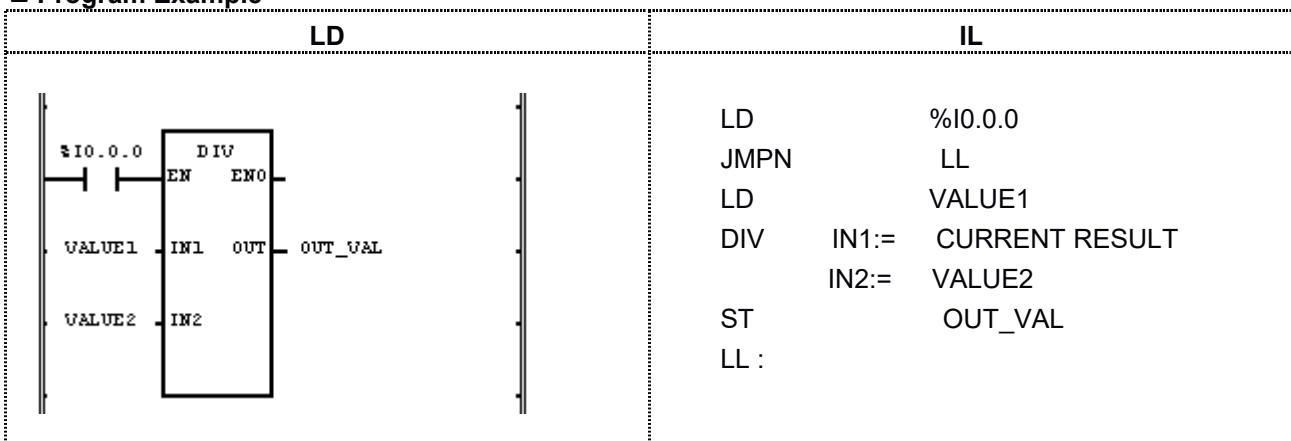 ■ Program Example
LD
IL
%I0.0.0
DIV
EN ENO
VALUE1 IN1 OUT OUT_VAL
VALUE2 IN2
LD %I0.0.0
JMPN LL
LD VALUE1
DIV IN1:= CURRENT RESULT
IN2:= VALUE2
ST OUT_VAL
LL :